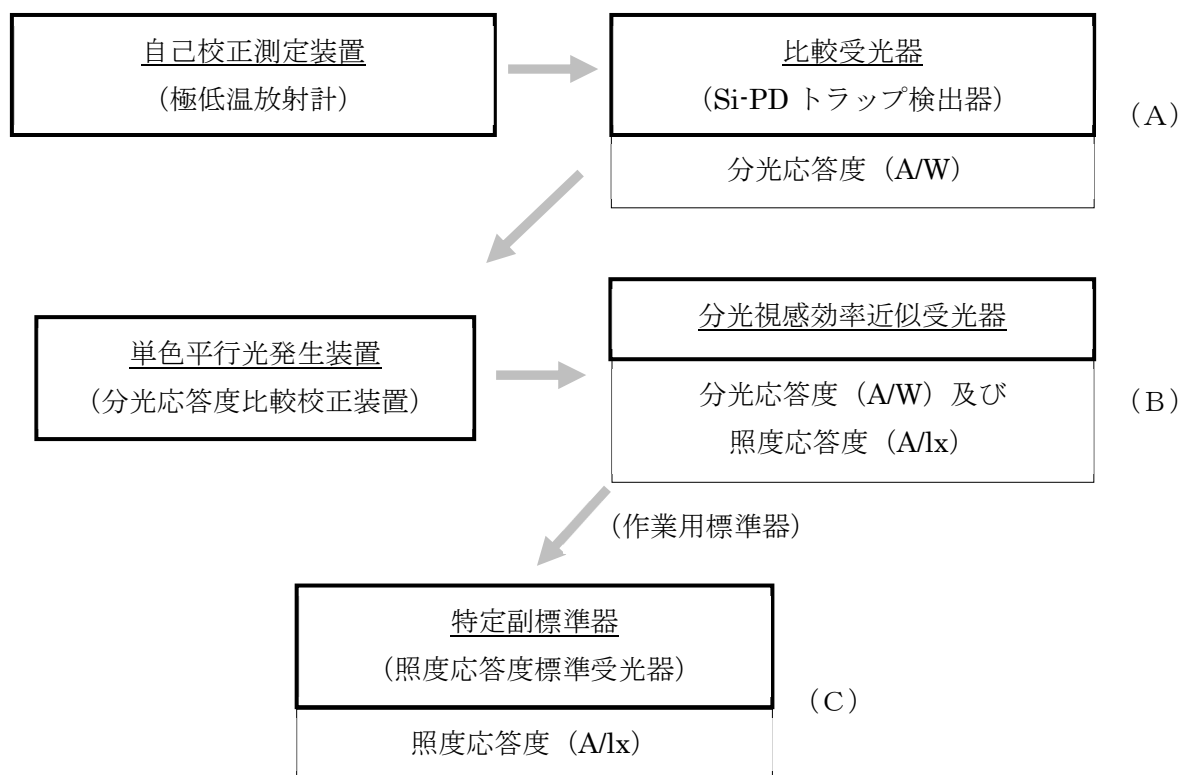 自己校正測定装置
（極低温放射計）
比較受光器
（Si-PD トラップ検出器）
（A）
分光応答度（A/W）
単色平行光発生装置
（分光応答度比較校正装置）
分光視感効率近似受光器
分光応答度（A/W）及び
照度応答度（A/lx）
（B）
（作業用標準器）
特定副標準器
（照度応答度標準受光器）
（C）
照度応答度（A/lx）